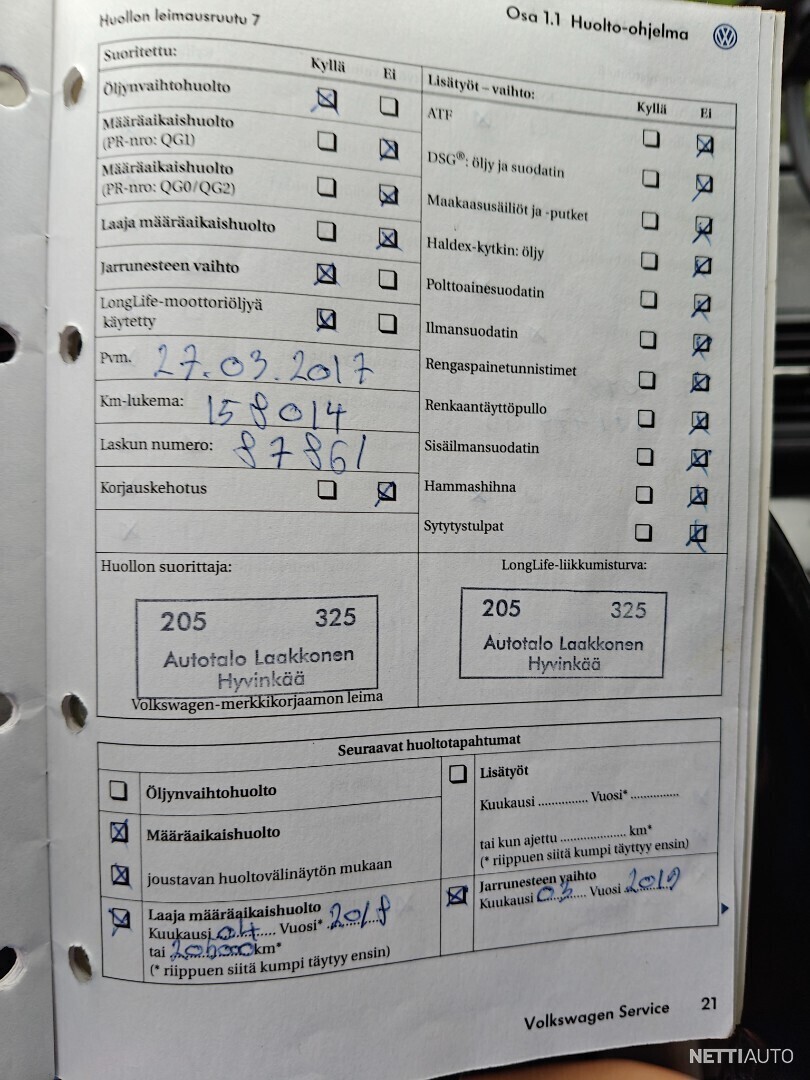 Huollon leimausruutu 7
Osa 1.1 Huolto-ohjelma
Suoritettu:
Kyllä
Ei
Öljynvaihtohuolto
Määräaikaishuolto
(PR-nro: QG1)
Määräaikaishuolto
(PR-nro: QG0/QG2)
Laaja määräaikaishuolto
Jarrunesteen vaihto
LongLife-moottoriöljyä
käytetty
Pvm. 27.03.2017
Km-lukema: 158014
Laskun numero: 87861
Korjauskehotus
Lisätyöt – vaihto:
Kyllä
Ei
ATF
DSG®: öljy ja suodatin
Maakaasusäiliöt ja -putket
Haldex-kytkin: öljy
Polttoainesuodatin
Ilmansuodatin
Rengaspainetunnistimet
Renkaantäyttöpullo
Sisäilmansuodatin
Hammashihna
Sytytystulpat
Huollon suorittaja:
205 325
Autotalo Laakkonen
Hyvinkää
Volkswagen-merkkikorjaamon leima
LongLife-liikkumisturva:
205 325
Autotalo Laakkonen
Hyvinkää
Seuraavat huoltotapahtumat
Öljynvaihtohuolto
Määräaikaishuolto
joustavan huoltovälinäytön mukaan
Laaja määräaikaishuolto
Kuukausi 04 Vuosi* 2018
tai km*
(* riippuen siitä kumpi täytyy ensin)
Lisätyöt
Kuukausi .............. Vuosi* ..............
tai kun ajettu .................... km*
(* riippuen siitä kumpi täyttyy ensin)
Jarrunesteen vaihto
Kuukausi 03 Vuosi 2019
Volkswagen Service 21
NETTIAUTO